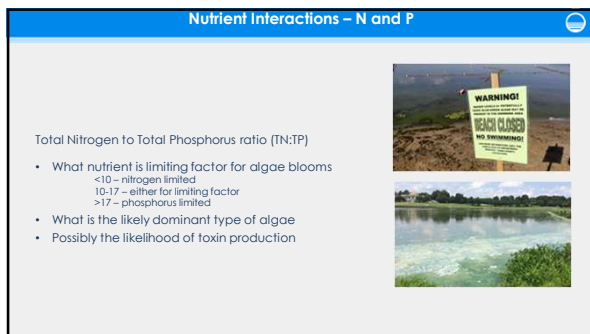 Nutrient Interactions – N and P
Total Nitrogen to Total Phosphorus ratio (TN:TP)
• What nutrient is limiting factor for algae blooms
<10 – nitrogen limited
10-17 – either for limiting factor
>17 – phosphorus limited
• What is the likely dominant type of algae
• Possibly the likelihood of toxin production
WARNING!
BEACH CLOSED
NO SWIMMING!